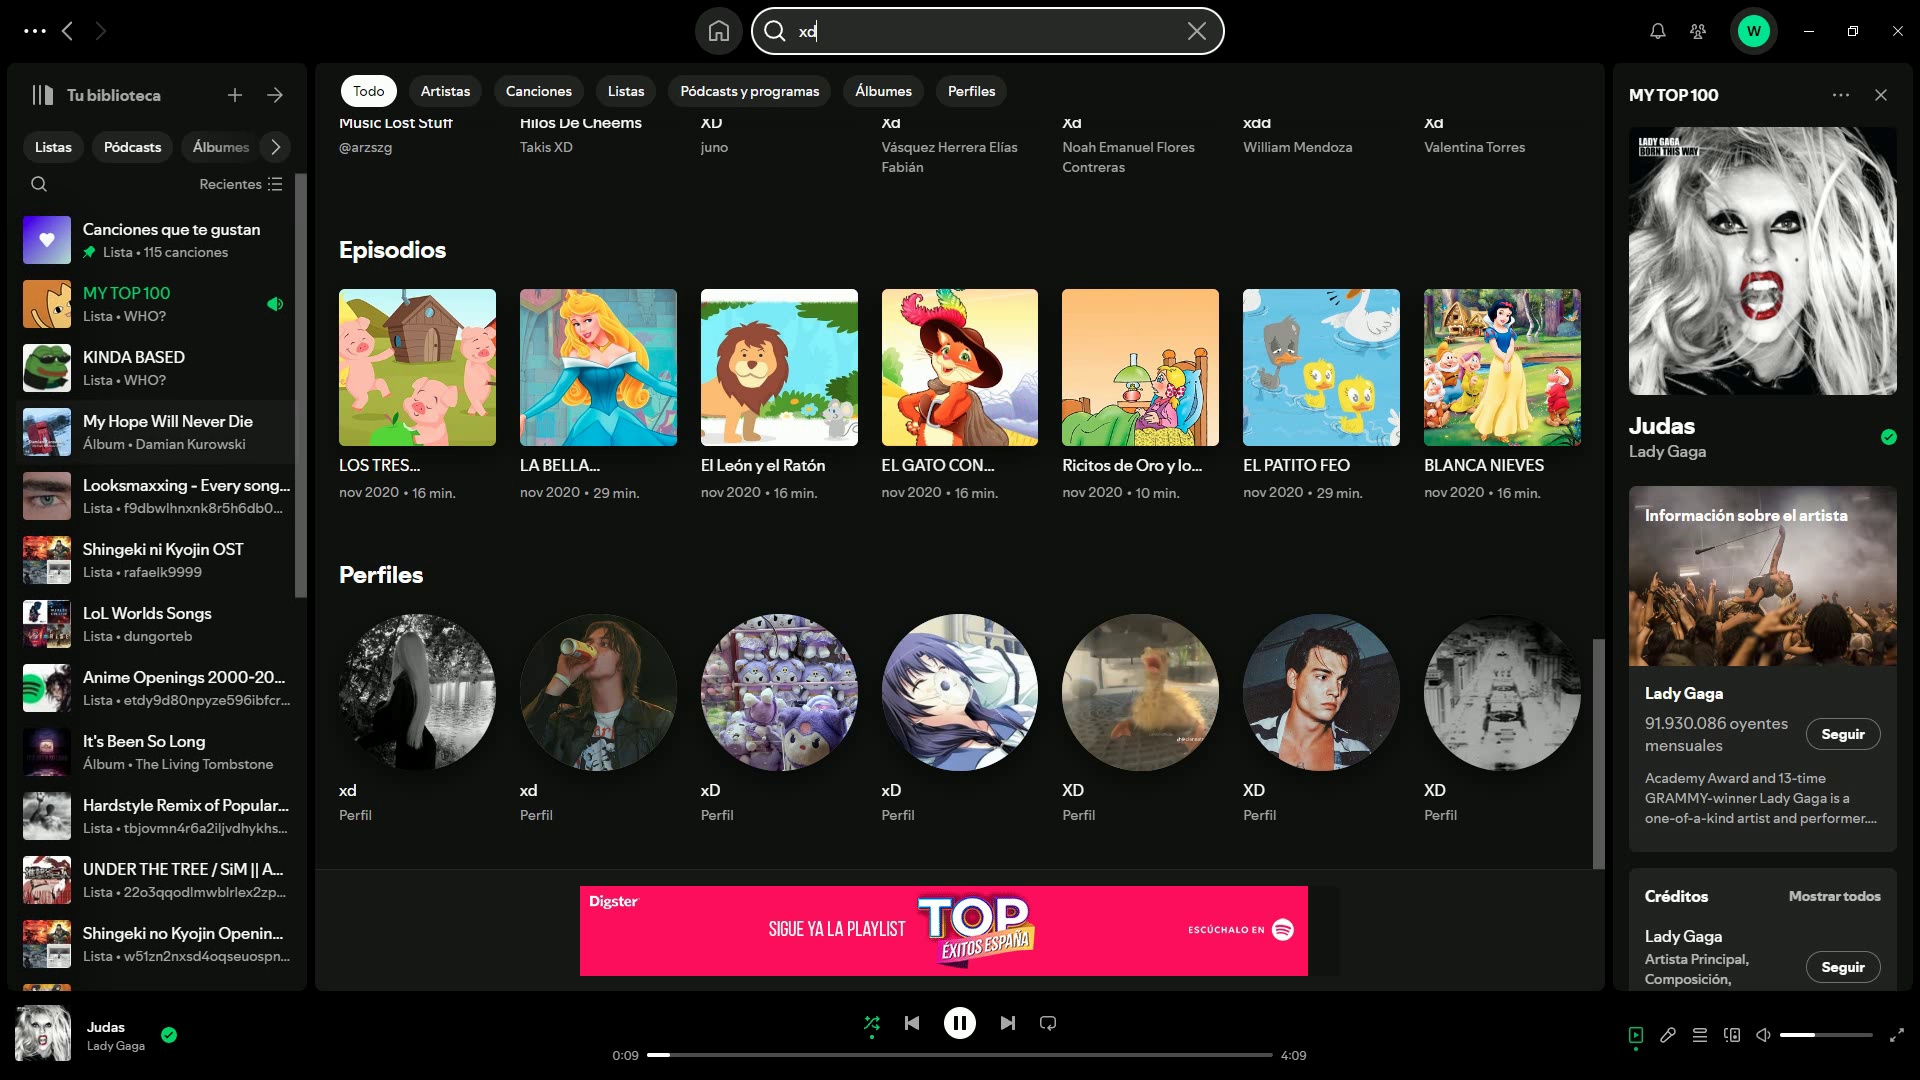 xd
W
Tu biblioteca
Listas
Pódcasts
Álbumes
Recientes
Canciones que te gustan
Lista • 115 canciones
MY TOP 100
Lista • WHO?
KINDA BASED
Lista • WHO?
My Hope Will Never Die
Álbum • Damian Kurowski
Looksmaxxing - Every song...
Lista • f9dbwlhnxnk8r5h6db0...
Shingeki ni Kyojin OST
Lista • rafaelk9999
LoL Worlds Songs
Lista • dungorteb
Anime Openings 2000-20...
Lista • etdy9d80npyze596ibfcr...
It's Been So Long
Álbum • The Living Tombstone
Hardstyle Remix of Popular...
Lista • tbjovmn4r6a2iljvdhykhs...
UNDER THE TREE / SiM || A...
Lista • 22o3qqodlmwblrlex2zp...
Shingeki no Kyojin Openin...
Lista • w51zn2nxsd4oqseuospn...
Todo
Artistas
Canciones
Listas
Pódcasts y programas
Álbumes
Perfiles
Music Lost Stuff
@arzszg
Hilos De Cheems
Takis XD
XD
juno
Xd
Vásquez Herrera Elías
Fabián
Xd
Noah Emanuel Flores
Contreras
xdd
William Mendoza
Xd
Valentina Torres
Episodios
LOS TRES...
nov 2020 • 16 min.
LA BELLA...
nov 2020 • 29 min.
El León y el Ratón
nov 2020 • 16 min.
EL GATO CON...
nov 2020 • 16 min.
Ricitos de Oro y lo...
nov 2020 • 10 min.
EL PATITO FEO
nov 2020 • 29 min.
BLANCA NIEVES
nov 2020 • 16 min.
Perfiles
xd
Perfil
xd
Perfil
xD
Perfil
xD
Perfil
XD
Perfil
XD
Perfil
XD
Perfil
Digster
SIGUE YA LA PLAYLIST
TOP
ÉXITOS ESPAÑA
ESCÚCHALO EN
MY TOP 100
LADY GAGA
BORN THIS WAY
Judas
Lady Gaga
Información sobre el artista
Lady Gaga
91.930.086 oyentes
mensuales
Seguir
Academy Award and 13-time
GRAMMY-winner Lady Gaga is a
one-of-a-kind artist and performer....
Créditos
Mostrar todos
Lady Gaga
Artista Principal,
Composición,
Seguir
Judas
Lady Gaga
0:09
4:09